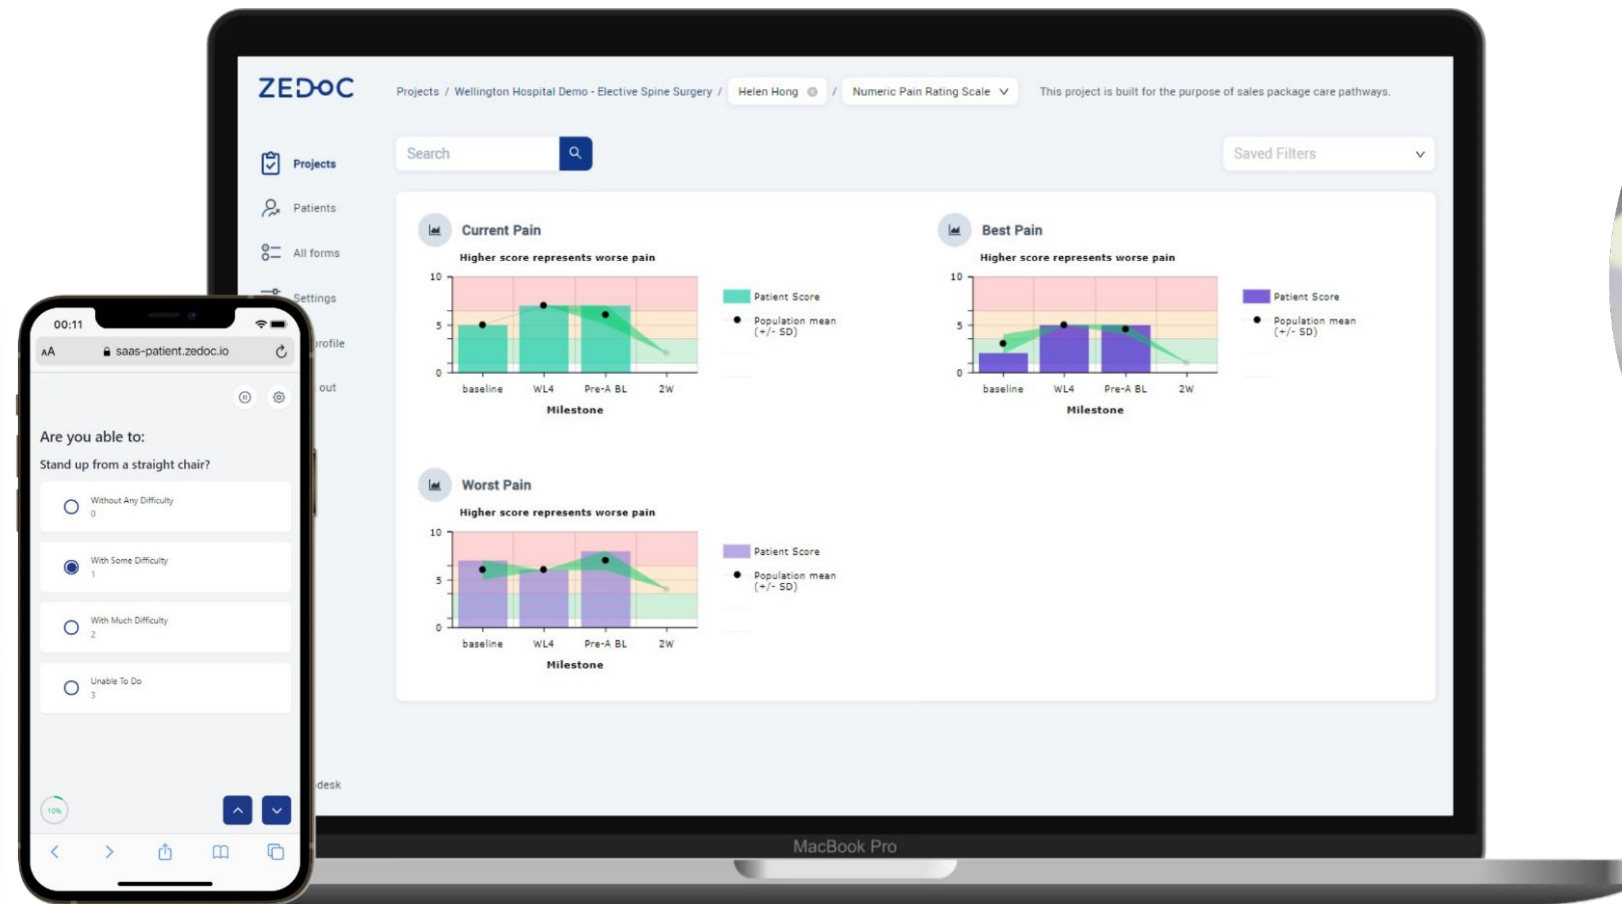 ZEDOC
Projects / Wellington Hospital Demo - Elective Spine Surgery / Helen Hong / Numeric Pain Rating Scale
This project is built for the purpose of sales package care pathways.
Search
Saved Filters
Projects
Patients
All forms
Settings
profile
out
desk
Current Pain
Higher score represents worse pain
10
5
0
baseline WL4 Pre-A BL 2W
Milestone
Patient Score
Population mean
(+/- SD)
Best Pain
Higher score represents worse pain
10
5
0
baseline WL4 Pre-A BL 2W
Milestone
Patient Score
Population mean
(+/- SD)
Worst Pain
Higher score represents worse pain
10
5
0
baseline WL4 Pre-A BL 2W
Milestone
Patient Score
Population mean
(+/- SD)
MacBook Pro
00:11
AA saas-patient.zedoc.io
Are you able to:
Stand up from a straight chair?
Without Any Difficulty
0
With Some Difficulty
1
With Much Difficulty
2
Unable To Do
3
10%